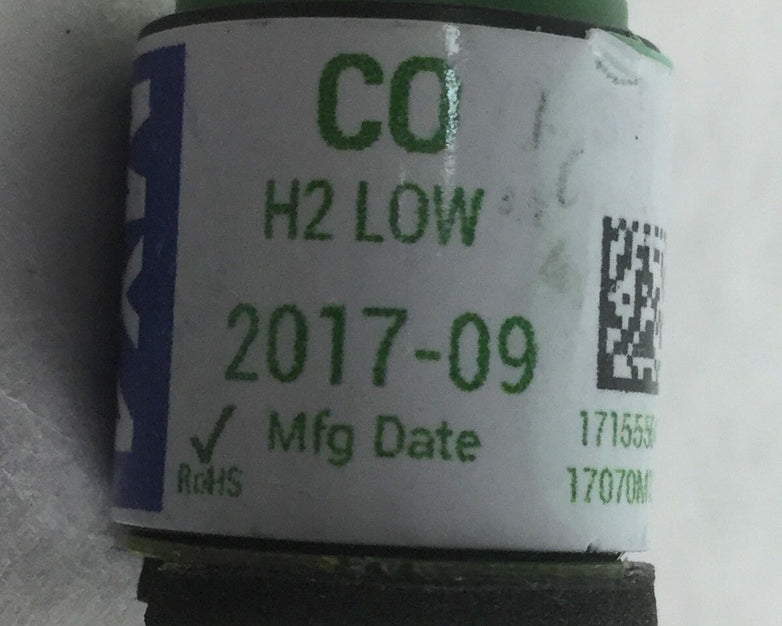 CO
H2 LOW
2017-09
Mfg Date
RoHS